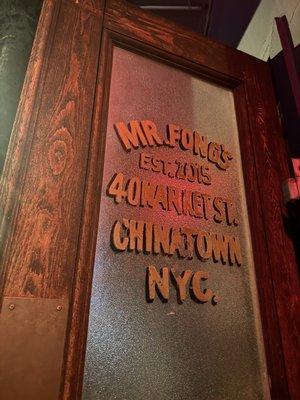 MR. FONG'S
EST. 2015
40 MARKET ST.
CHINATOWN
NYC.